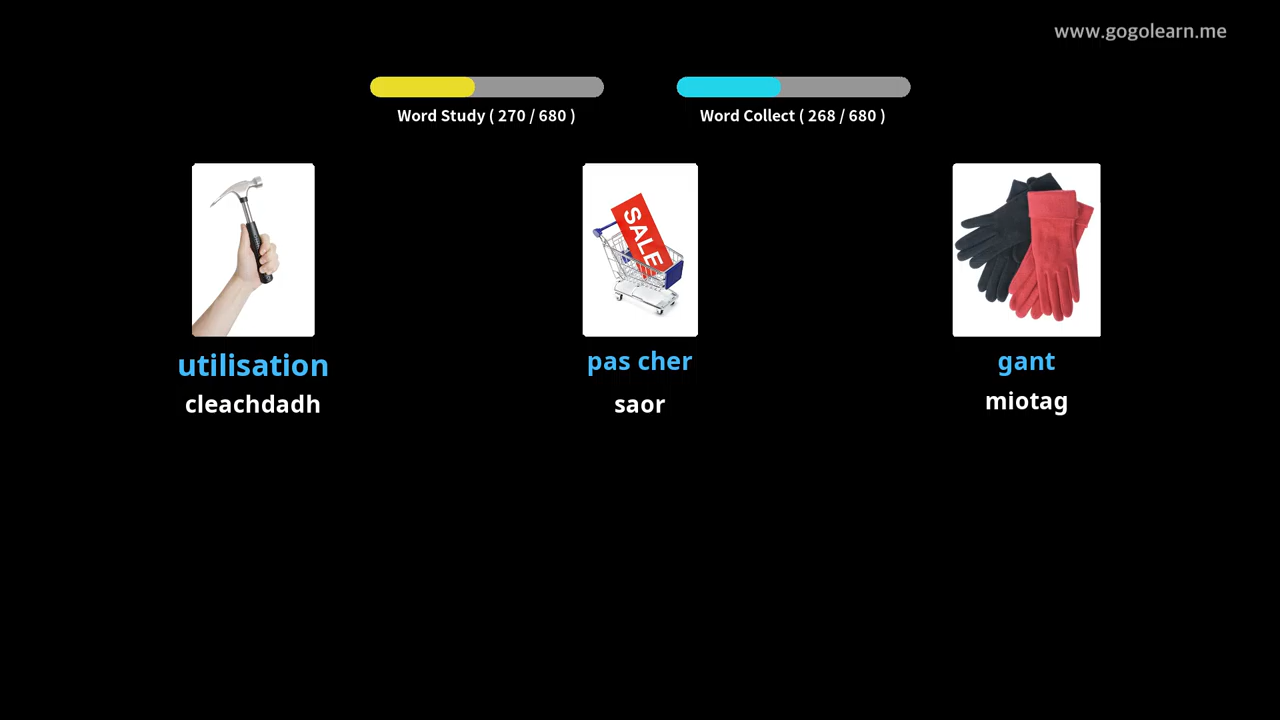 www.gogolearn.me
Word Study ( 270 / 680 )
Word Collect ( 268 / 680 )
SALE
utilisation
cleachdadh
pas cher
saor
gant
miotag